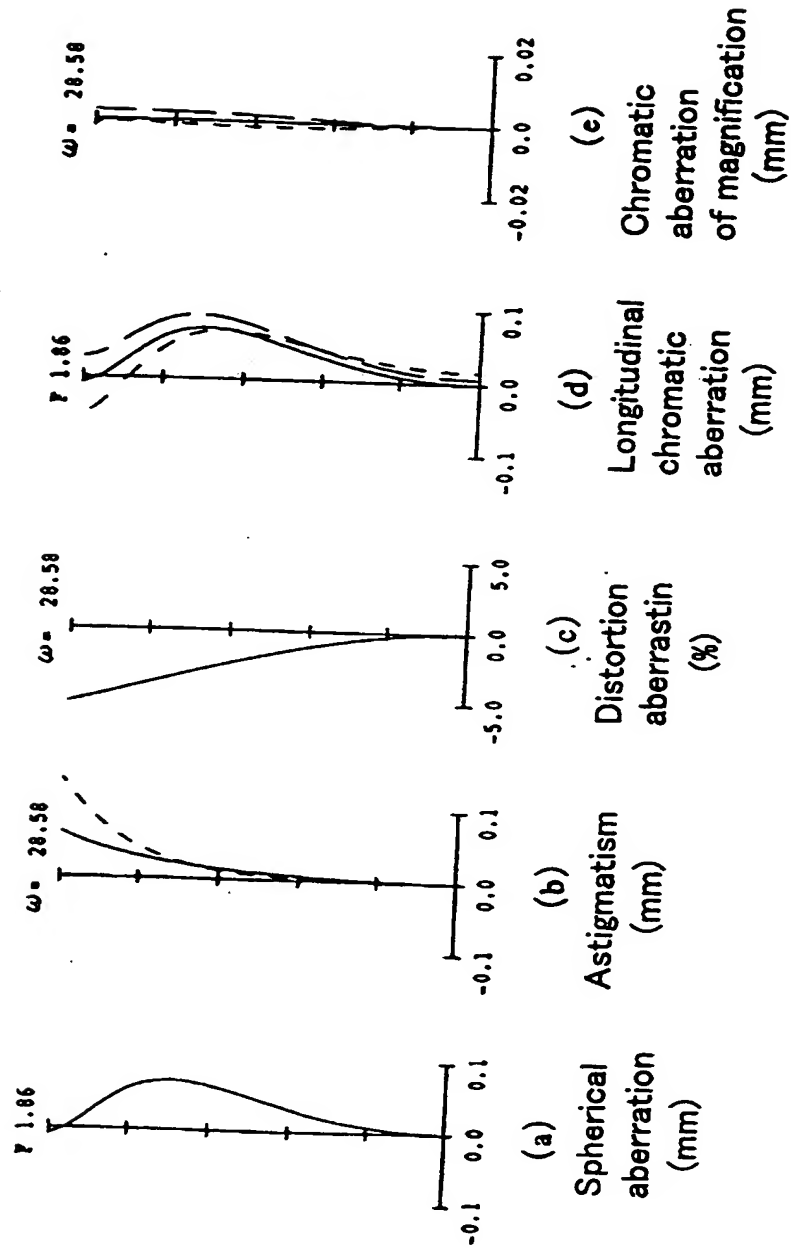 F 1.86
-0.1 0.0 0.1
(a)
Spherical
aberration
(mm)
ω= 28.58
-0.1 0.0 0.1
(b)
Astigmatism
(mm)
ω= 28.58
-5.0 0.0 5.0
(c)
Distortion
aberrastin
(%)
F 1.86
-0.1 0.0 0.1
(d)
Longitudinal
chromatic
aberration
(mm)
ω= 28.58
-0.02 0.0 0.02
(e)
Chromatic
aberration
of magnification
(mm)